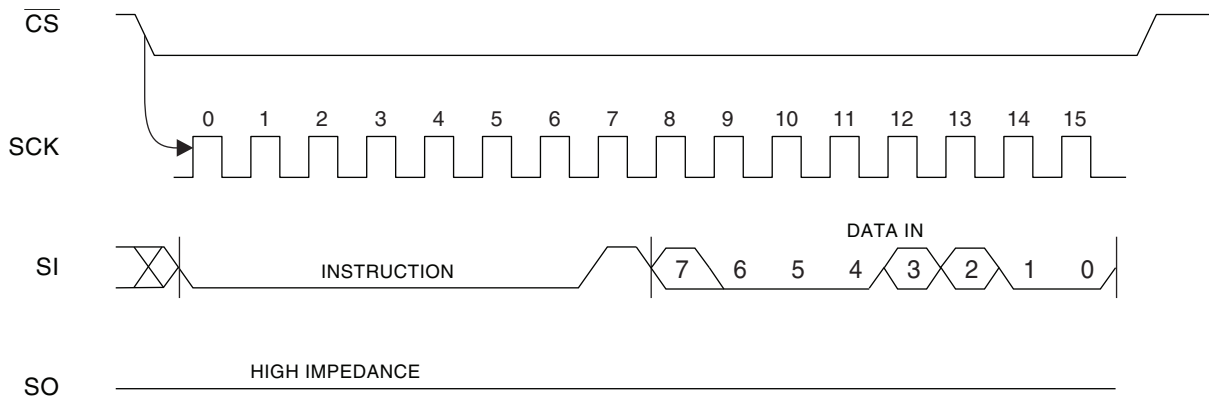 CS
0 1 2 3 4 5 6 7 8 9 10 11 12 13 14 15
SCK
DATA IN
SI
INSTRUCTION
7 6 5 4 3 2 1 0
HIGH IMPEDANCE
SO